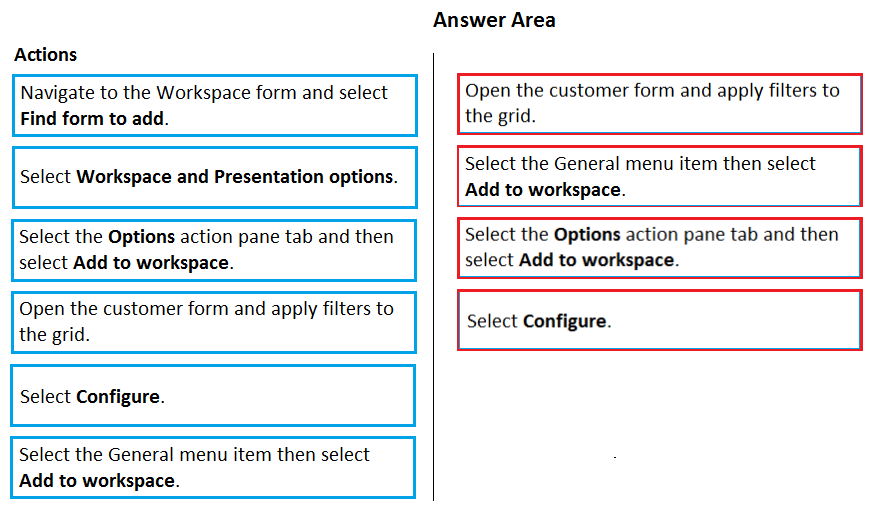 Answer Area
Actions
Navigate to the Workspace form and select
Find form to add.
Select Workspace and Presentation options.
Select the Options action pane tab and then
select Add to workspace.
Open the customer form and apply filters to
the grid.
Select Configure.
Select the General menu item then select
Add to workspace.
Open the customer form and apply filters to
the grid.
Select the General menu item then select
Add to workspace.
Select the Options action pane tab and then
select Add to workspace.
Select Configure.